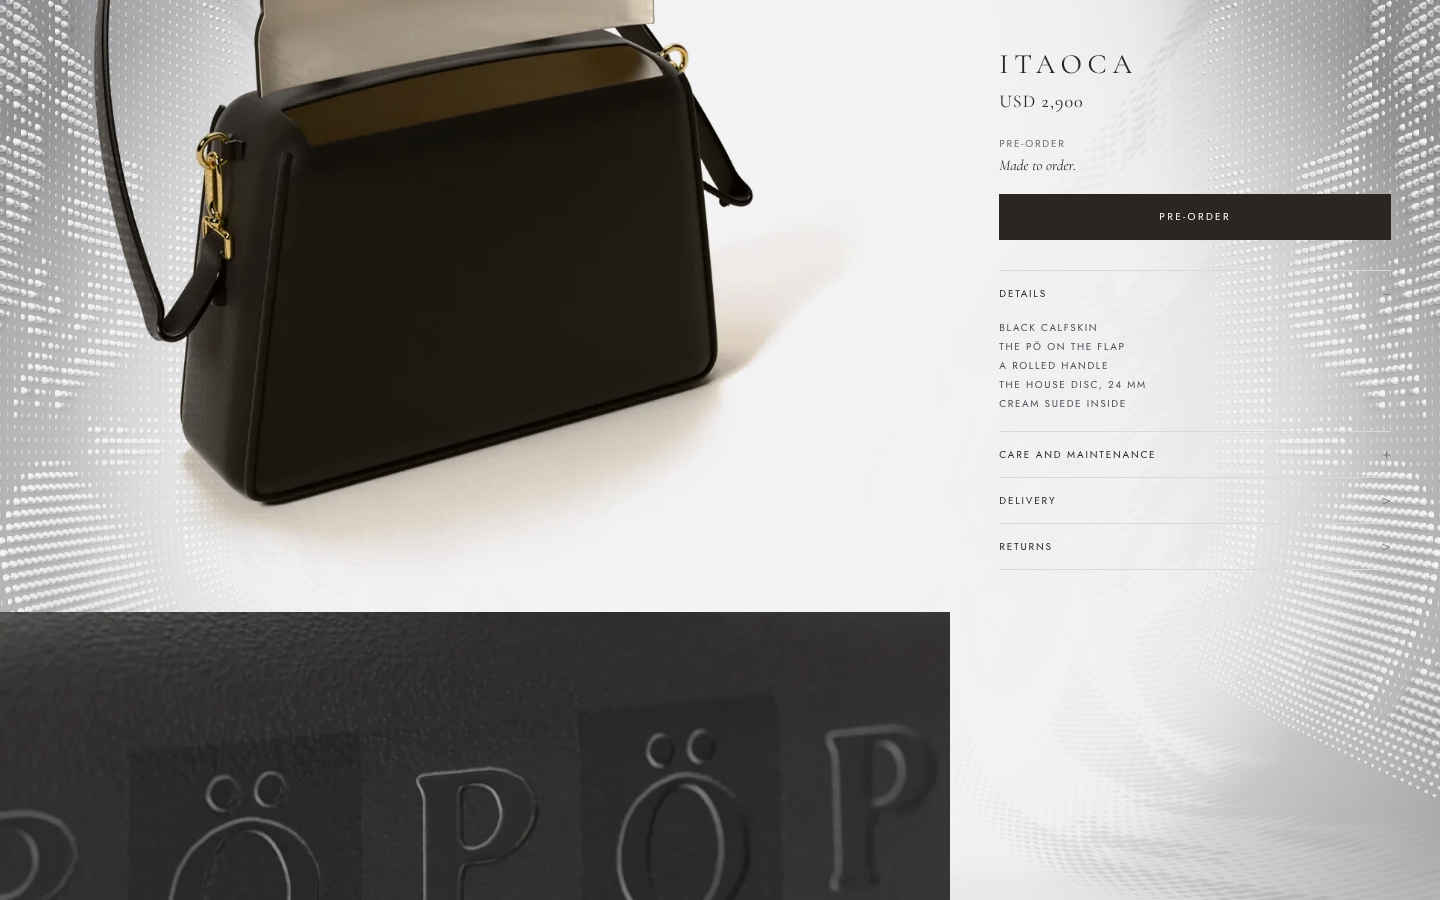 ITAOCA
USD 2,900
PRE-ORDER
Made to order.
PRE-ORDER
DETAILS
BLACK CALFSKIN
THE PÖ ON THE FLAP
A ROLLED HANDLE
THE HOUSE DISC, 24 MM
CREAM SUEDE INSIDE
CARE AND MAINTENANCE +
DELIVERY >
RETURNS >
P Ö P Ö P